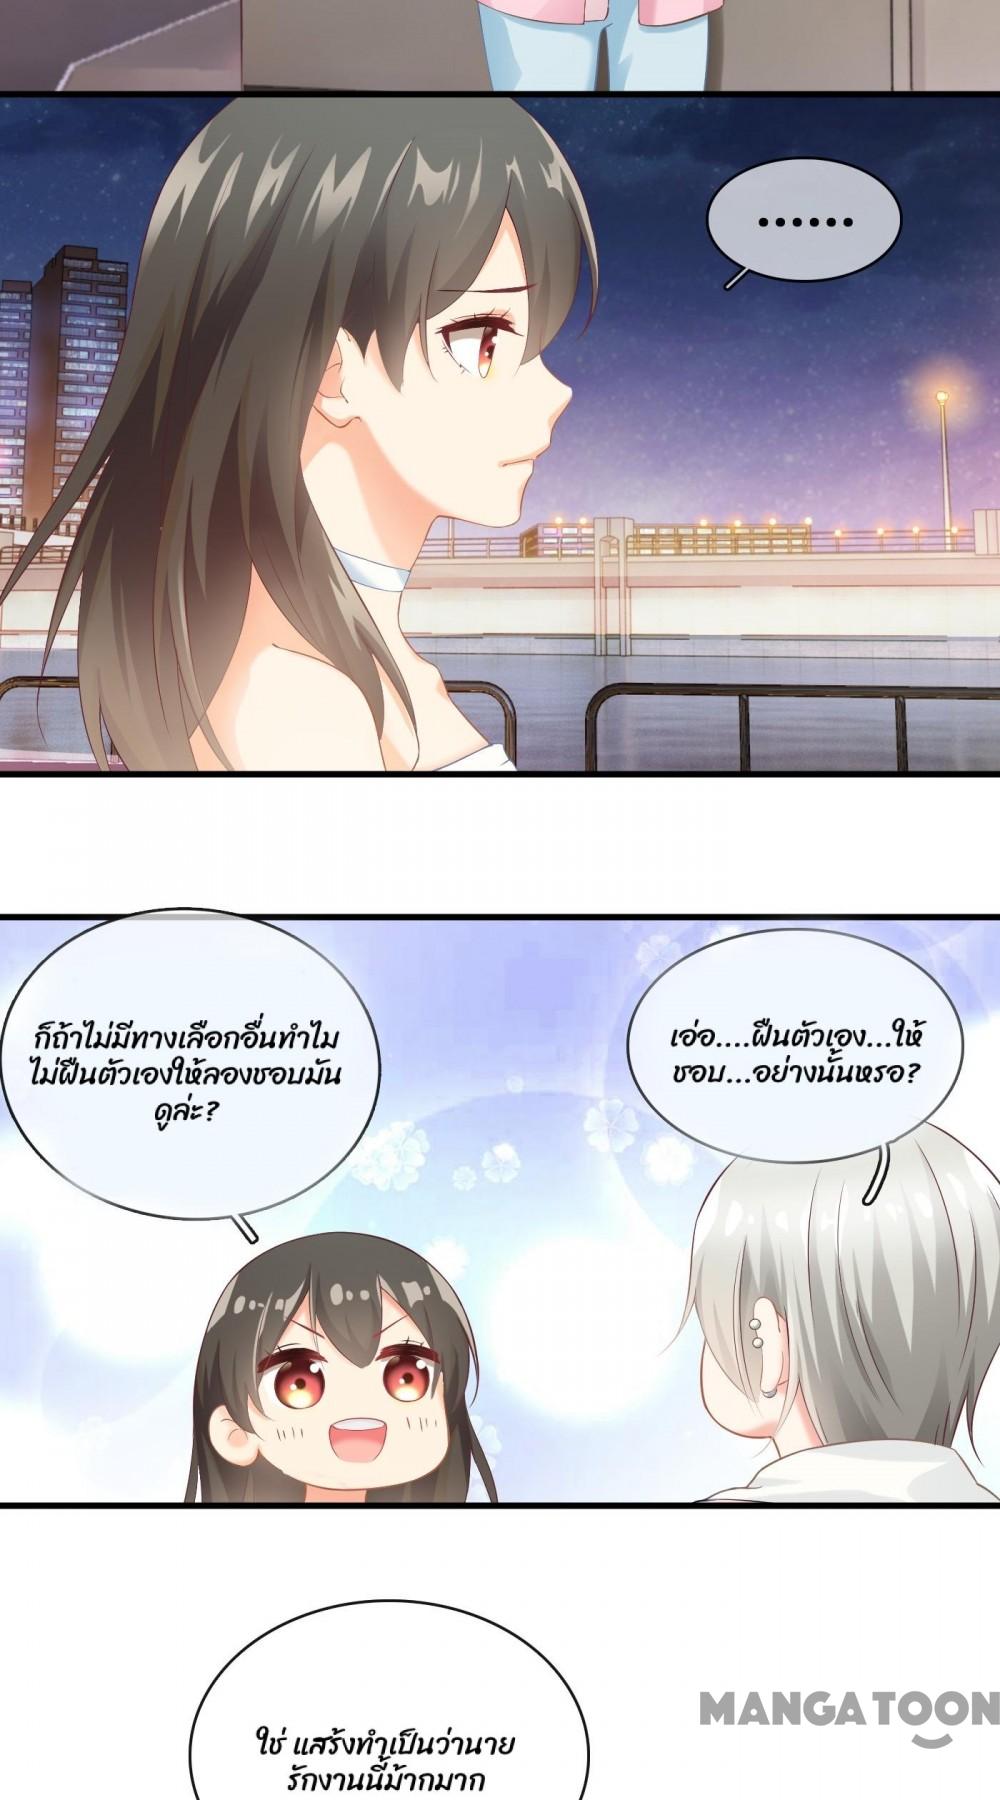 ......
ก็ถ้าไม่มีทางเลือกอื่นทำไม
ไม่ฝืนตัวเองให้ลองชอบมัน
ดูล่ะ?
เอ่อ....ฝืนตัวเอง...ให้
ชอบ...อย่างนั้นหรอ?
MANGATOON
ใช่ แสร้งทำเป็นว่านาย
รักงานนี้ม้ากมาก